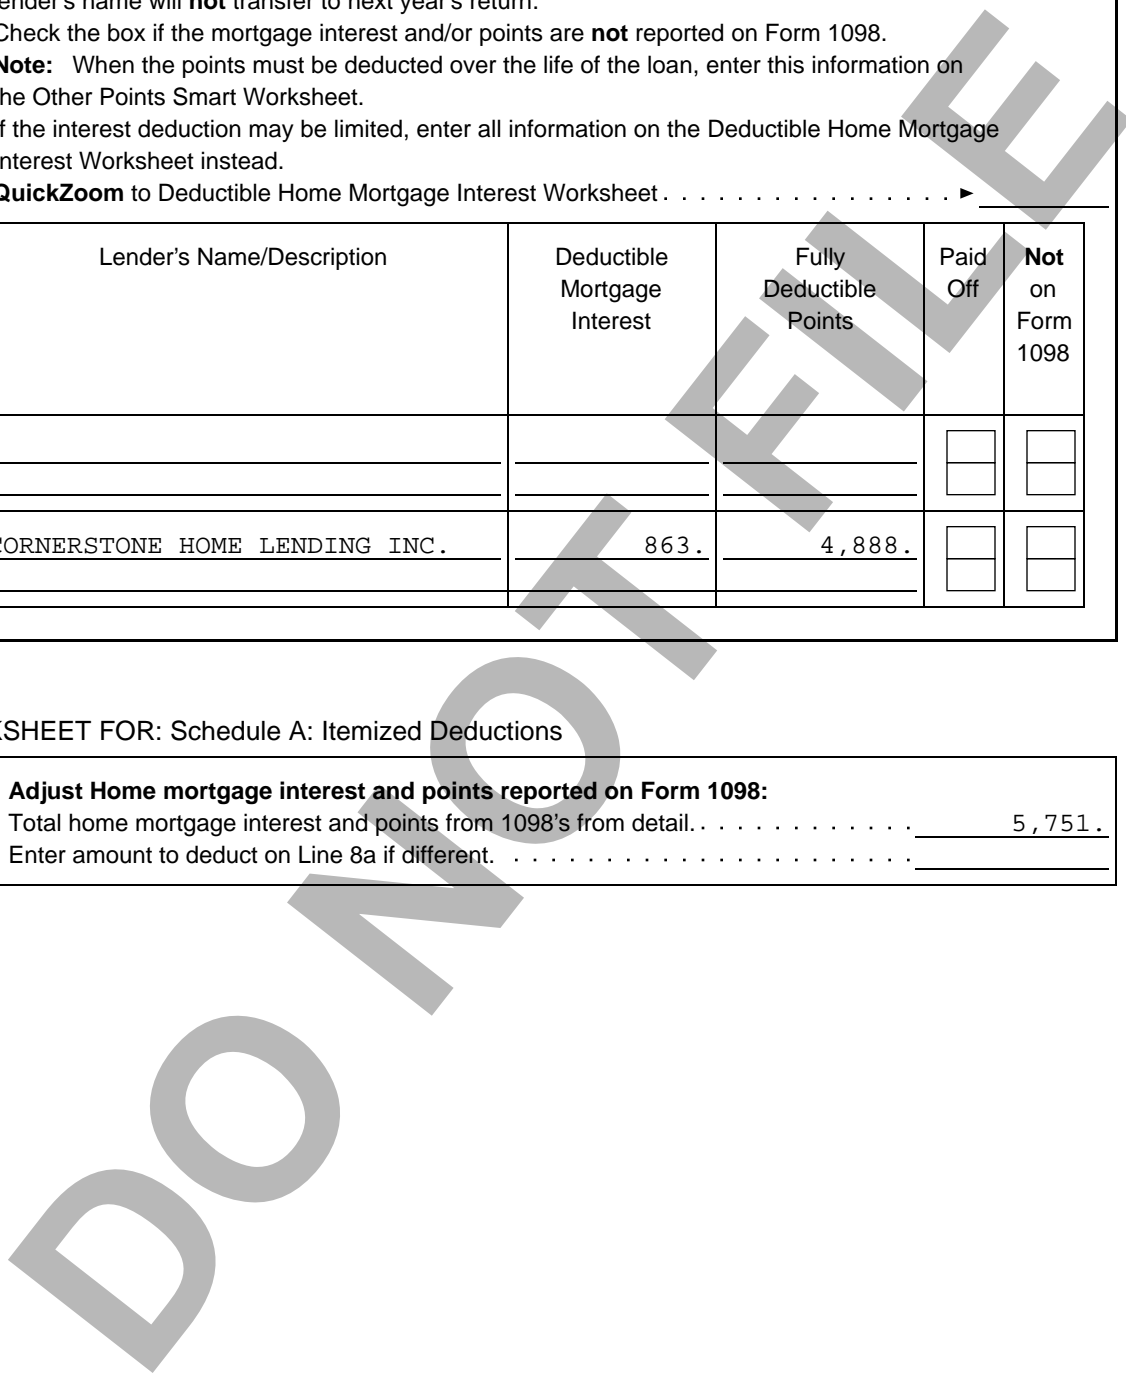 lender's name will not transfer to next year's return.
Check the box if the mortgage interest and/or points are not reported on Form 1098.
Note: When the points must be deducted over the life of the loan, enter this information on
the Other Points Smart Worksheet.
If the interest deduction may be limited, enter all information on the Deductible Home Mortgage
Interest Worksheet instead.
QuickZoom to Deductible Home Mortgage Interest Worksheet . . . . . . . . . . . . . . . . ►
Lender's Name/Description
Deductible
Mortgage
Interest
Fully
Deductible
Points
Paid
Off
Not
on
Form
1098
CORNERSTONE HOME LENDING INC. 863. 4,888.
KSHEET FOR: Schedule A: Itemized Deductions
Adjust Home mortgage interest and points reported on Form 1098:
Total home mortgage interest and points from 1098's from detail. . . . . . . . . . . . . 5,751.
Enter amount to deduct on Line 8a if different. . . . . . . . . . . . . . . . . . . . . . .
DO NOT FILE